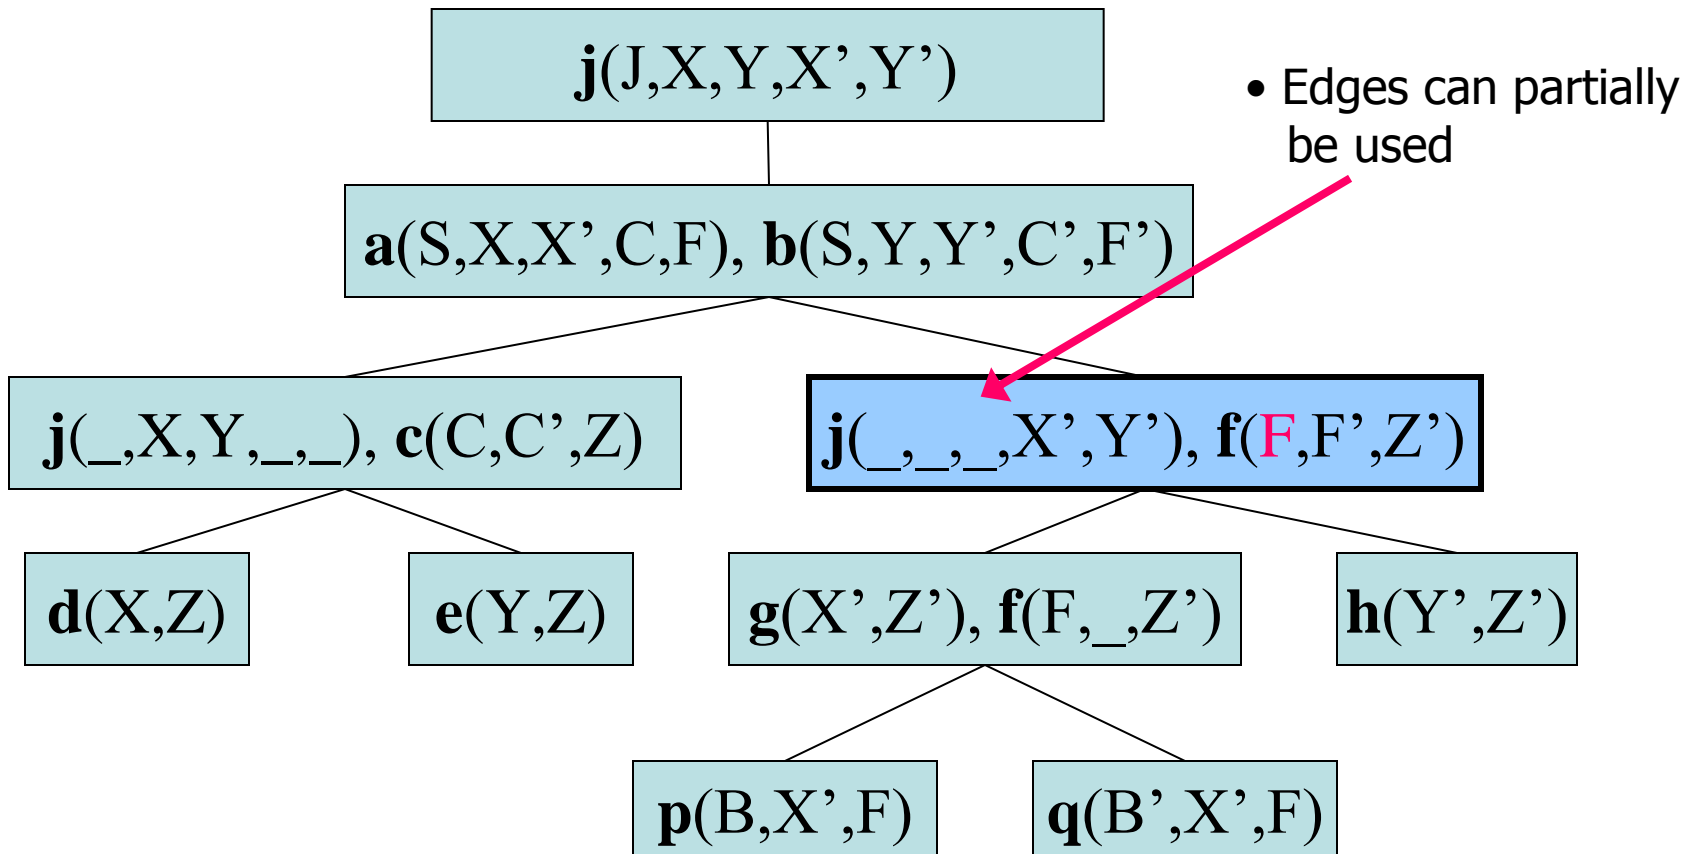 j(J,X,Y,X’,Y’)
• Edges can partially
be used
a(S,X,X’,C,F), b(S,Y,Y’,C’,F’)
j(_,X,Y,_,_), c(C,C’,Z)
j(_,_,_,X’,Y’), f(F,F’,Z’)
d(X,Z)
e(Y,Z)
g(X’,Z’), f(F,_,Z’)
h(Y’,Z’)
p(B,X’,F)
q(B’,X’,F)